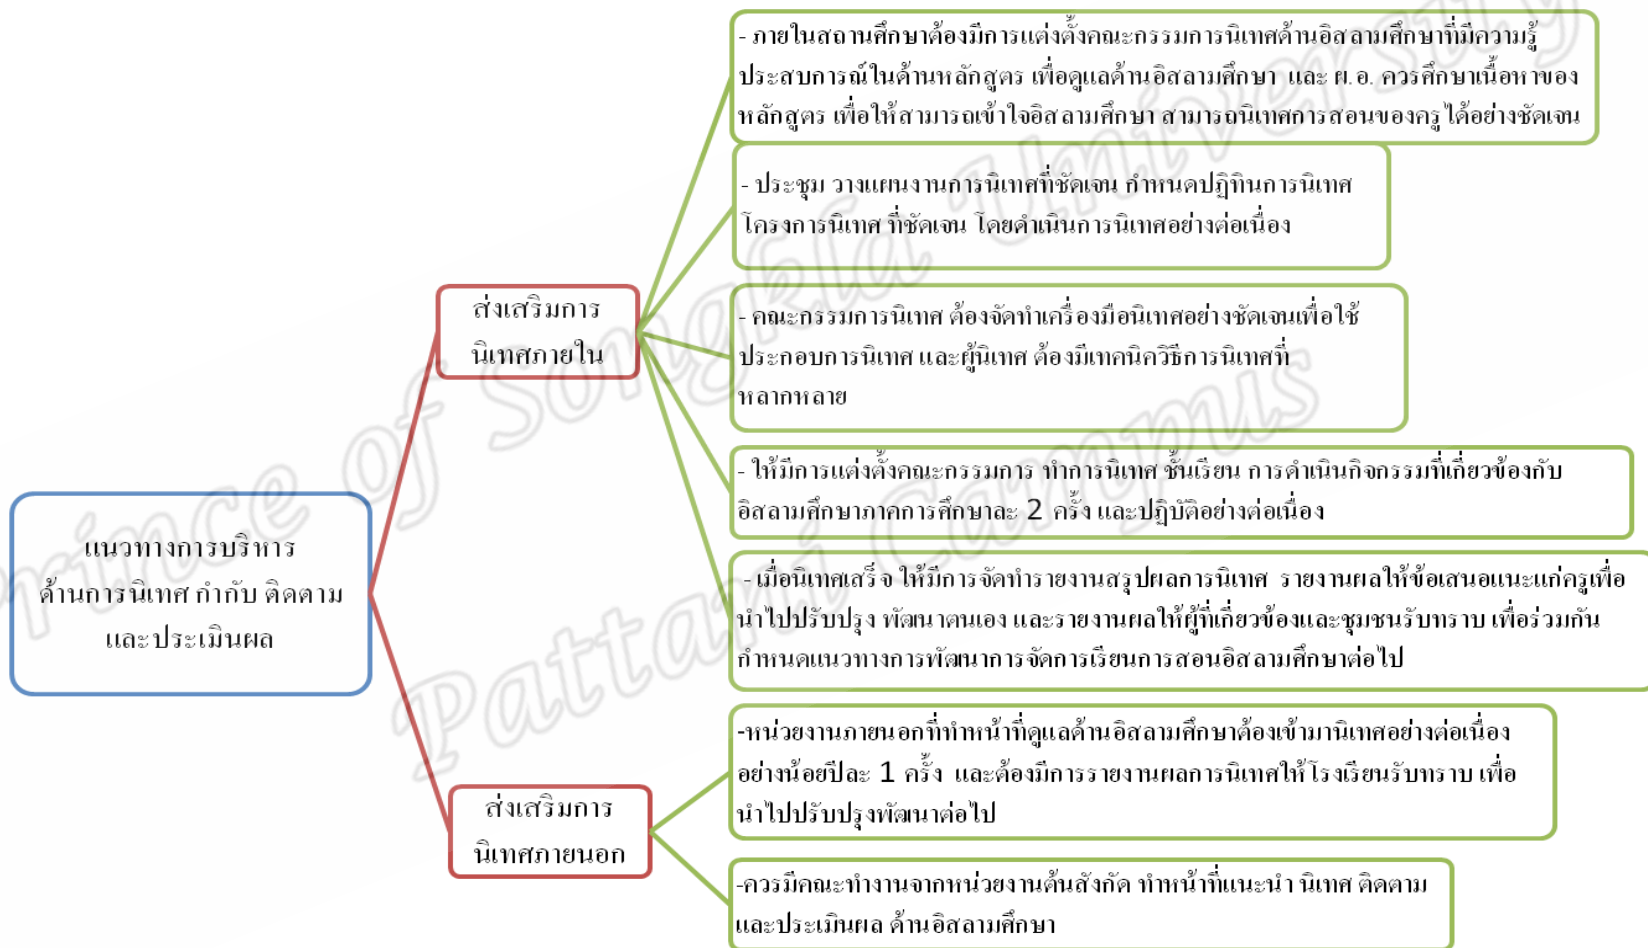 แนวทางการบริหาร
ด้านการนิเทศ กำกับ ติดตาม
และประเมินผล
ส่งเสริมการ
นิเทศภายใน
- ภายในสถานศึกษาต้องมีการแต่งตั้งคณะกรรมการนิเทศด้านอิสลามศึกษาที่มีความรู้
ประสบการณ์ในด้านหลักสูตร เพื่อดูแลด้านอิสลามศึกษา และ ผ.อ. ควรศึกษาเนื้อหาของ
หลักสูตร เพื่อให้สามารถเข้าใจอิสลามศึกษา สามารถนิเทศการสอนของครูได้อย่างชัดเจน
- ประชุม วางแผนงานการนิเทศที่ชัดเจน กำหนดปฏิทินการนิเทศ
โครงการนิเทศ ที่ชัดเจน โดยดำเนินการนิเทศอย่างต่อเนื่อง
- คณะกรรมการนิเทศ ต้องจัดทำเครื่องมือนิเทศอย่างชัดเจนเพื่อใช้
ประกอบการนิเทศ และผู้นิเทศ ต้องมีเทคนิควิธีการนิเทศที่
หลากหลาย
- ให้มีการแต่งตั้งคณะกรรมการ ทำการนิเทศ ชั้นเรียน การดำเนินกิจกรรมที่เกี่ยวข้องกับ
อิสลามศึกษาภาคการศึกษาละ 2 ครั้ง และปฏิบัติอย่างต่อเนื่อง
- เมื่อนิเทศเสร็จ ให้มีการจัดทำรายงานสรุปผลการนิเทศ รายงานผลให้ข้อเสนอแนะแก่ครูเพื่อ
นำไปปรับปรุง พัฒนาตนเอง และรายงานผลให้ผู้ที่เกี่ยวข้องและชุมชนรับทราบ เพื่อร่วมกัน
กำหนดแนวทางการพัฒนาการจัดการเรียนการสอนอิสลามศึกษาต่อไป
ส่งเสริมการ
นิเทศภายนอก
-หน่วยงานภายนอกที่ทำหน้าที่ดูแลด้านอิสลามศึกษาต้องเข้ามานิเทศอย่างต่อเนื่อง
อย่างน้อยปีละ 1 ครั้ง และต้องมีการรายงานผลการนิเทศให้โรงเรียนรับทราบ เพื่อ
นำไปปรับปรุงพัฒนาต่อไป
-ควรมีคณะทำงานจากหน่วยงานต้นสังกัด ทำหน้าที่แนะนำ นิเทศ ติดตาม
และประเมินผล ด้านอิสลามศึกษา
Prince of Songkla University
Pattani Campus